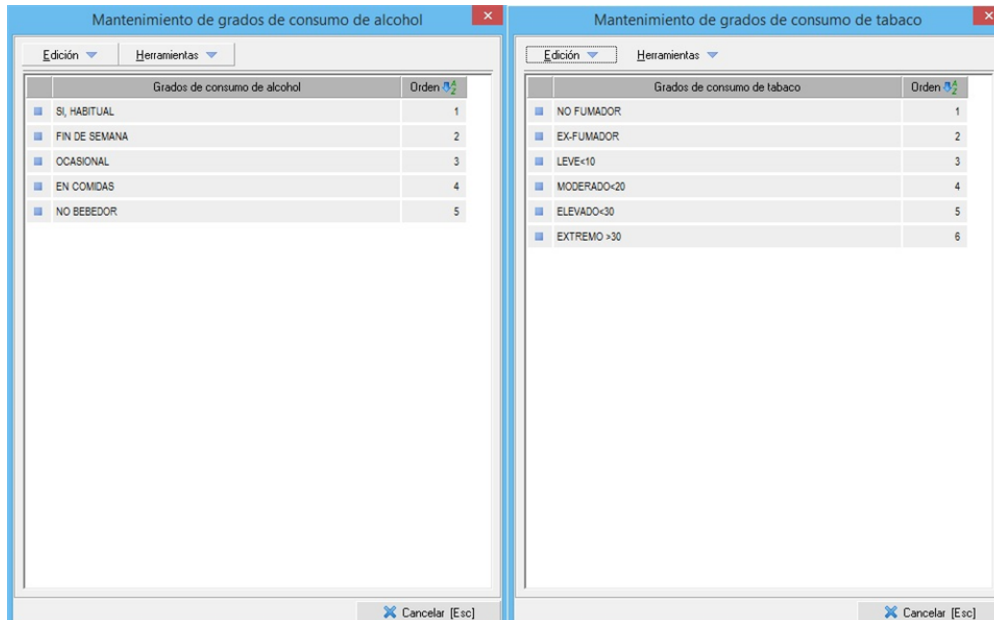 Mantenimiento de grados de consumo de alcohol
Edición Herramientas
Grados de consumo de alcohol Orden
SI, HABITUAL 1
FIN DE SEMANA 2
OCASIONAL 3
EN COMIDAS 4
NO BEBEDOR 5
Cancelar [Esc]
Mantenimiento de grados de consumo de tabaco
Edición Herramientas
Grados de consumo de tabaco Orden
NO FUMADOR 1
EX-FUMADOR 2
LEVE<10 3
MODERADO<20 4
ELEVADO<30 5
EXTREMO >30 6
Cancelar [Esc]